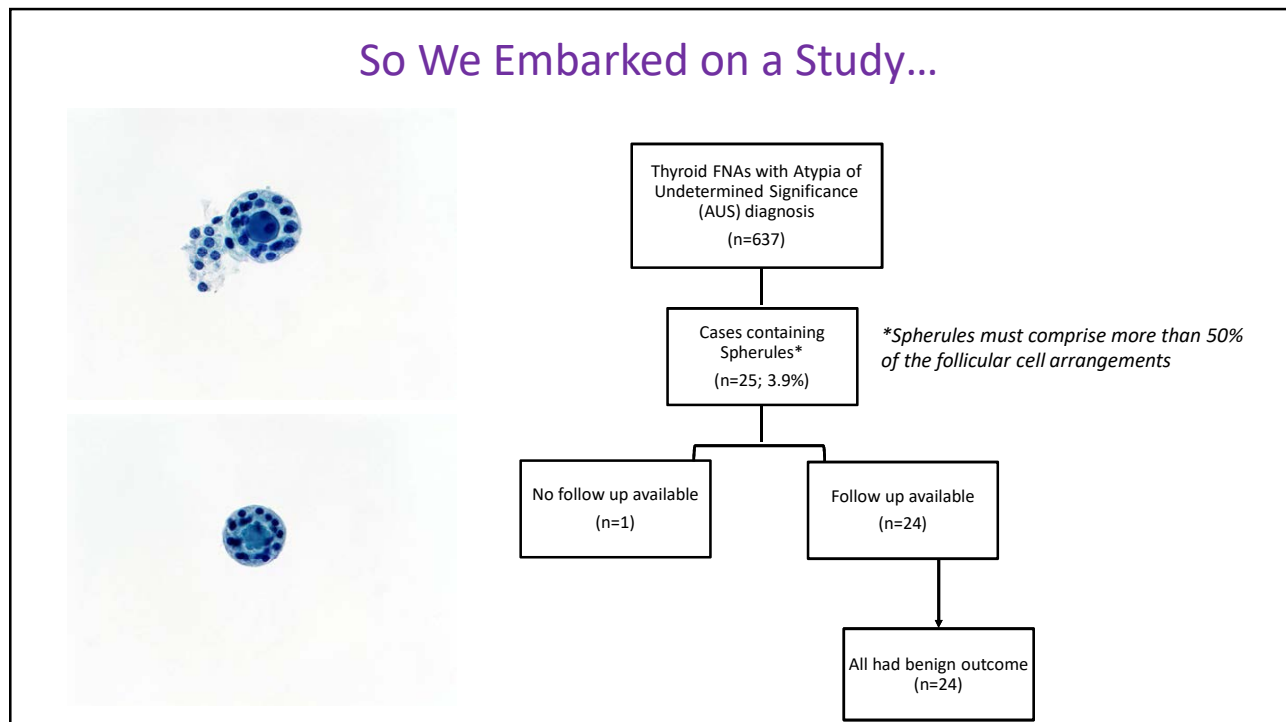 So We Embarked on a Study…
Thyroid FNAs with Atypia of
Undetermined Significance
(AUS) diagnosis
(n=637)
Cases containing
Spherules*
(n=25; 3.9%)
*Spherules must comprise more than 50%
of the follicular cell arrangements
No follow up available
(n=1)
Follow up available
(n=24)
All had benign outcome
(n=24)